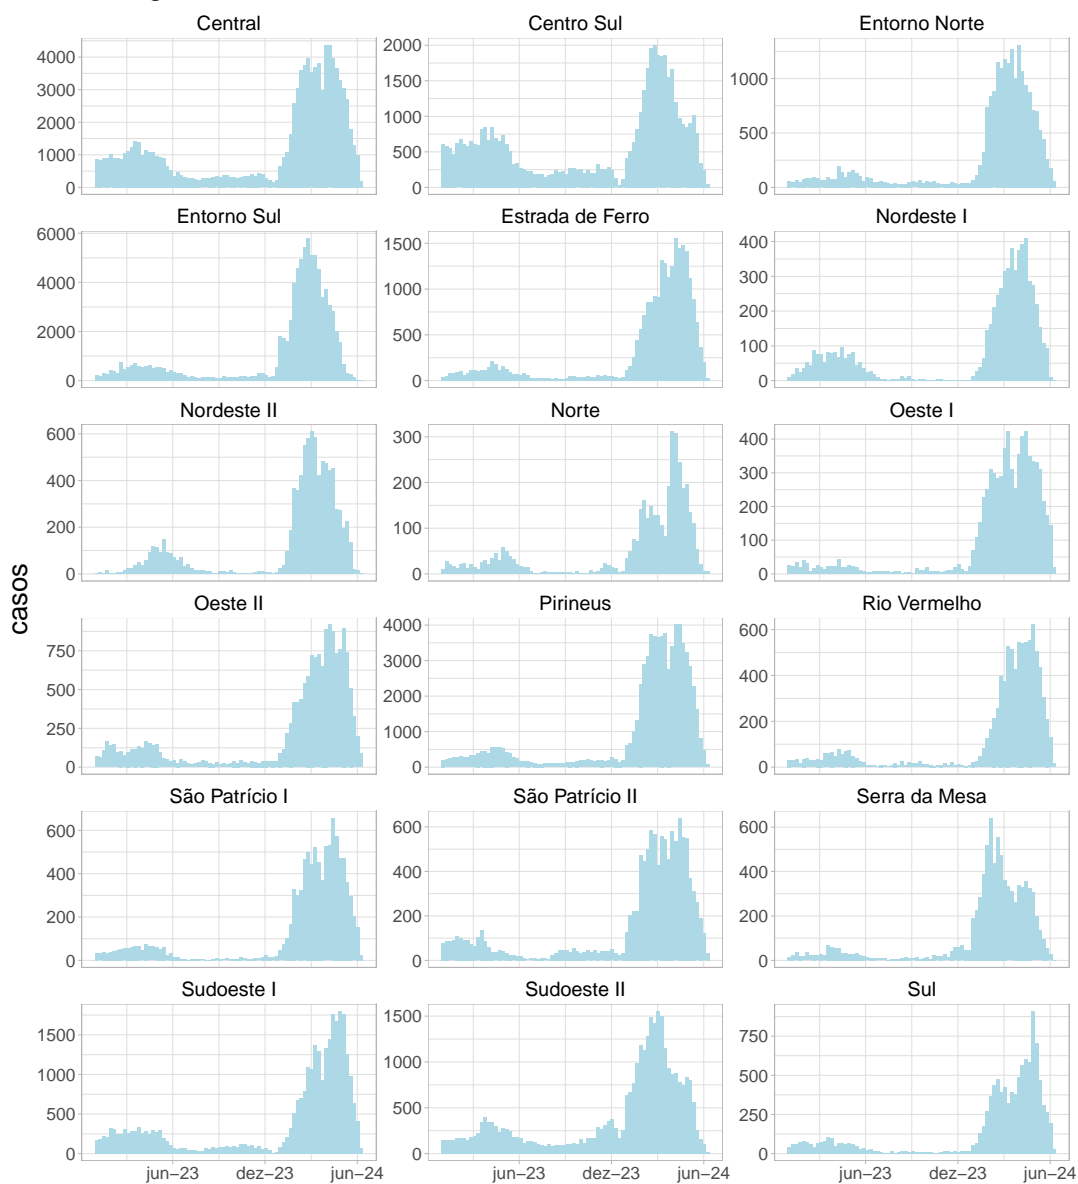 Central Centro Sul Entorno Norte
4000 2000
3000 1500 1000
2000 1000
1000 500 500
0 0 0
Entorno Sul Estrada de Ferro Nordeste I
6000 1500 400
4000 1000 300
2000 500 200
100
0 0 0
Nordeste II Norte Oeste I
600 300 400
400 200 300
200 100 200
100
0 0 0
casos
Oeste II Pirineus Rio Vermelho
750 4000 600
500 3000 400
250 2000 200
1000
0 0 0
São Patrício I São Patrício II Serra da Mesa
600 600 600
400 400 400
200 200 200
0 0 0
Sudoeste I Sudoeste II Sul
1500 1500 750
1000 1000 500
500 500 250
0 0 0
jun−23 dez−23 jun−24 jun−23 dez−23 jun−24 jun−23 dez−23 jun−24